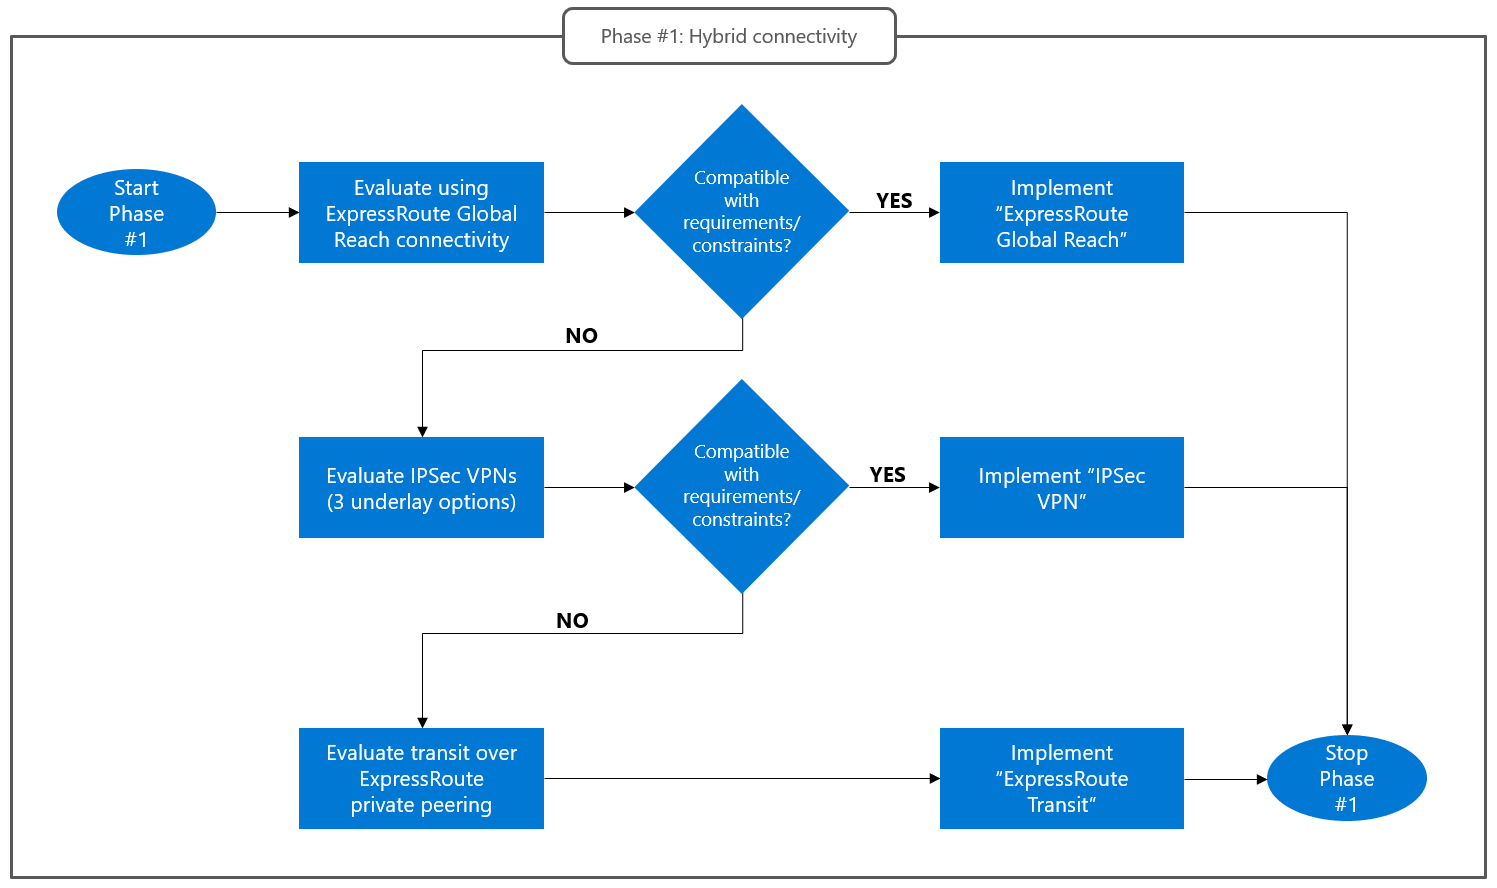 Phase #1: Hybrid connectivity
Start
Phase
#1
Evaluate using
ExpressRoute Global
Reach connectivity
Compatible
with
requirements/
constraints?
YES
Implement
“ExpressRoute
Global Reach”
NO
Evaluate IPSec VPNs
(3 underlay options)
Compatible
with
requirements/
constraints?
YES
Implement “IPSec
VPN”
NO
Evaluate transit over
ExpressRoute
private peering
Implement
“ExpressRoute
Transit”
Stop
Phase
#1